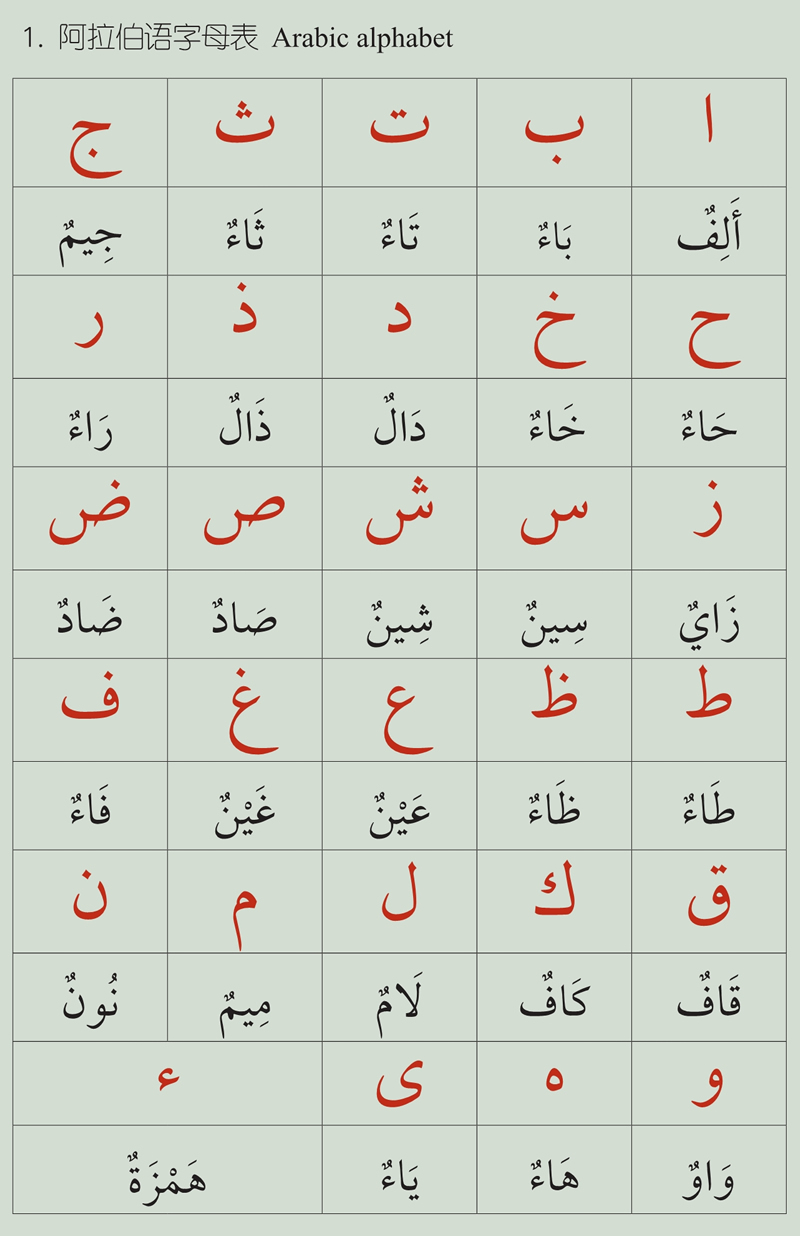 1. 阿拉伯语字母表 Arabic alphabet
ا ب ت ث ج
أَلِفٌ بَاءٌ تَاءٌ ثَاءٌ جِيمٌ
ح خ د ذ ر
حَاءٌ خَاءٌ دَالٌ ذَالٌ رَاءٌ
ز س ش ص ض
زَايٌ سِينٌ شِينٌ صَادٌ ضَادٌ
ط ظ ع غ ف
طَاءٌ ظَاءٌ عَيْنٌ غَيْنٌ فَاءٌ
ق ك ل م ن
قَافٌ كَافٌ لَامٌ مِيمٌ نُونٌ
و ه ى ء
وَاوٌ هَاءٌ يَاءٌ هَمْزَةٌ